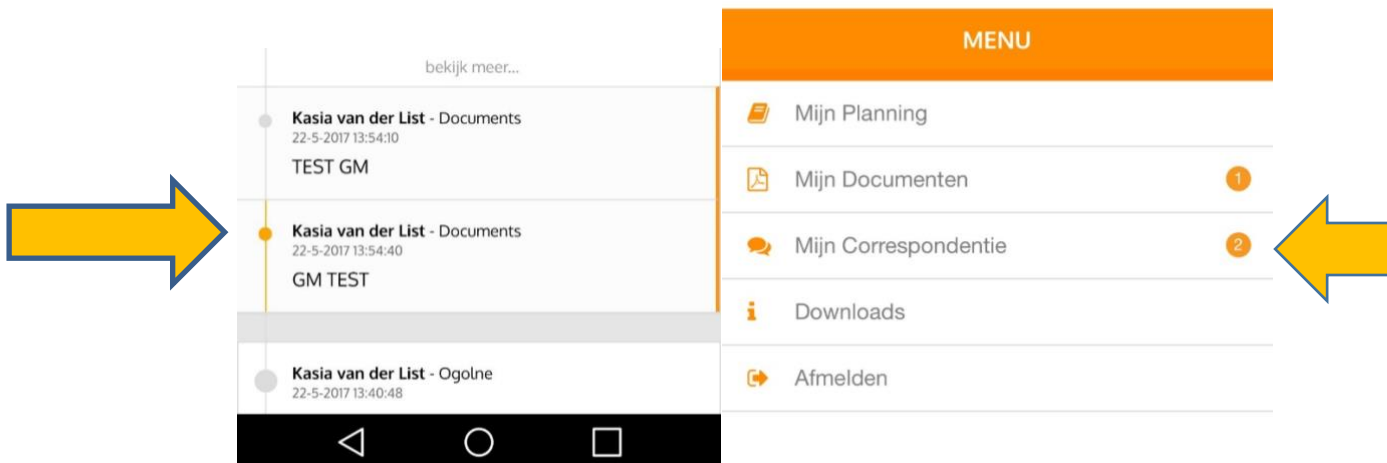 bekijk meer...
Kasia van der List - Documents
22-5-2017 13:54:10
TEST GM
Kasia van der List - Documents
22-5-2017 13:54:40
GM TEST
Kasia van der List - Ogolne
22-5-2017 13:40:48
MENU
Mijn Planning
Mijn Documenten 1
Mijn Correspondentie 2
Downloads
Afmelden